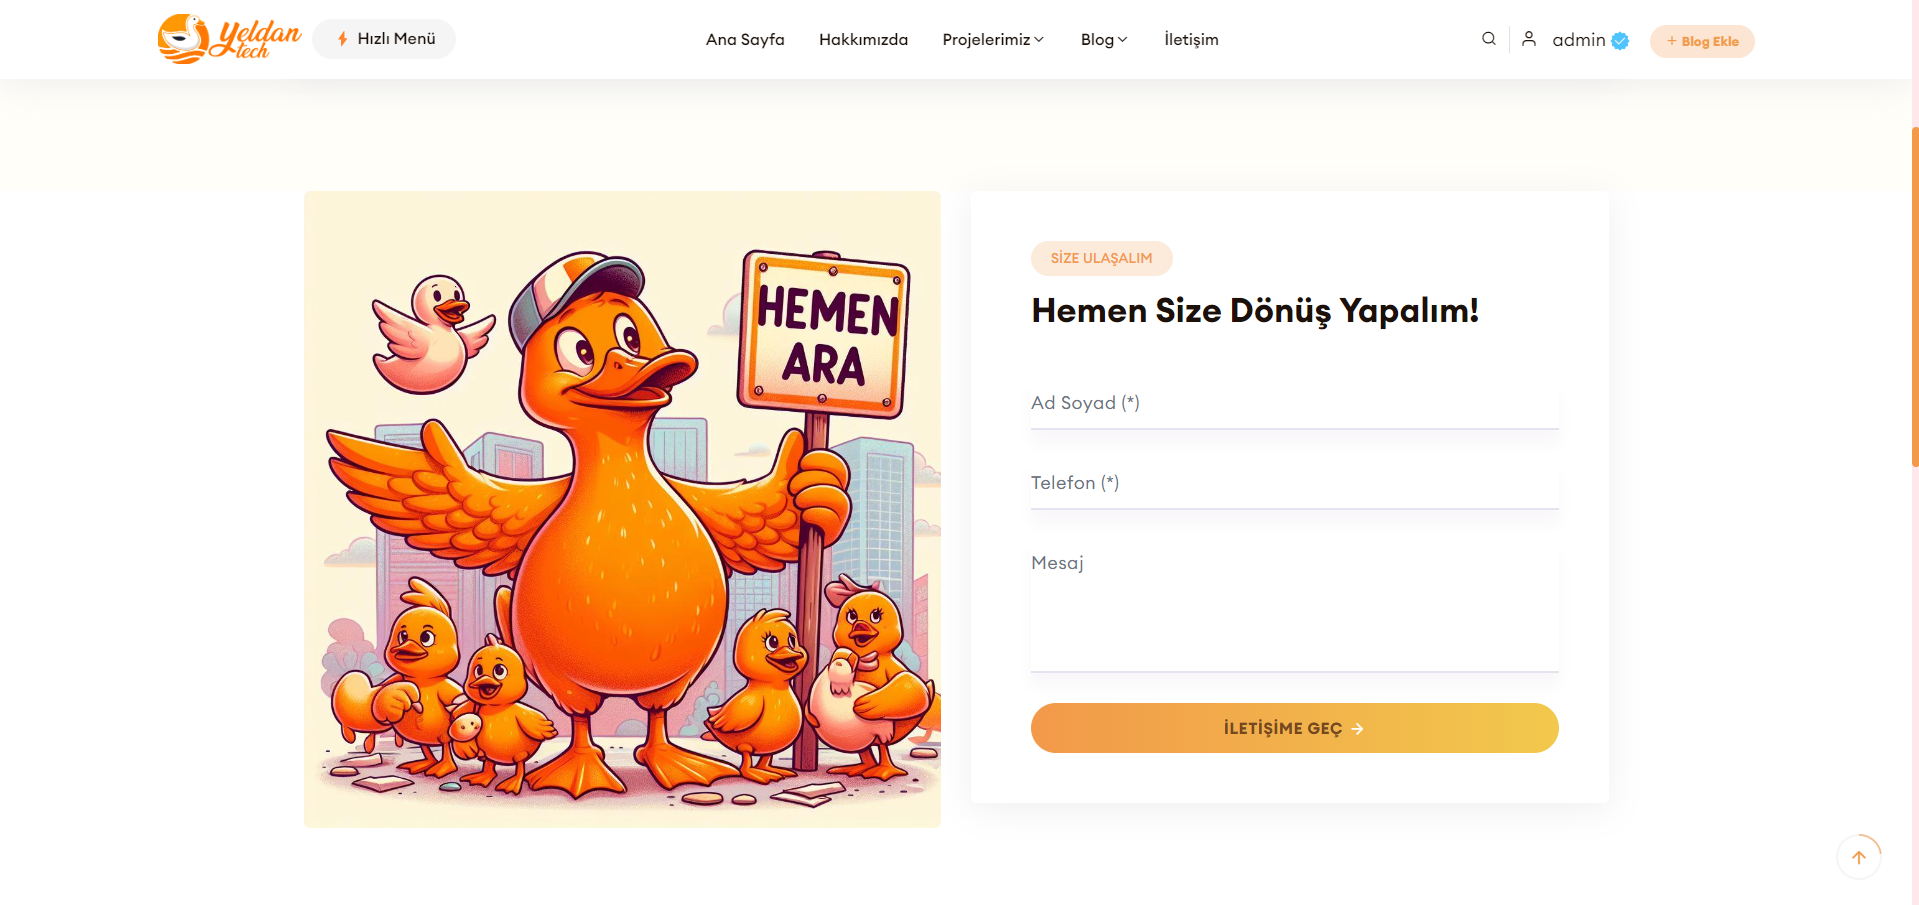 Yeldan
tech
Hızlı Menü
Ana Sayfa
Hakkımızda
Projelerimiz
Blog
İletişim
admin
+ Blog Ekle
HEMEN
ARA
SİZE ULAŞALIM
Hemen Size Dönüş Yapalım!
Ad Soyad (*)
Telefon (*)
Mesaj
İLETİŞİME GEÇ →